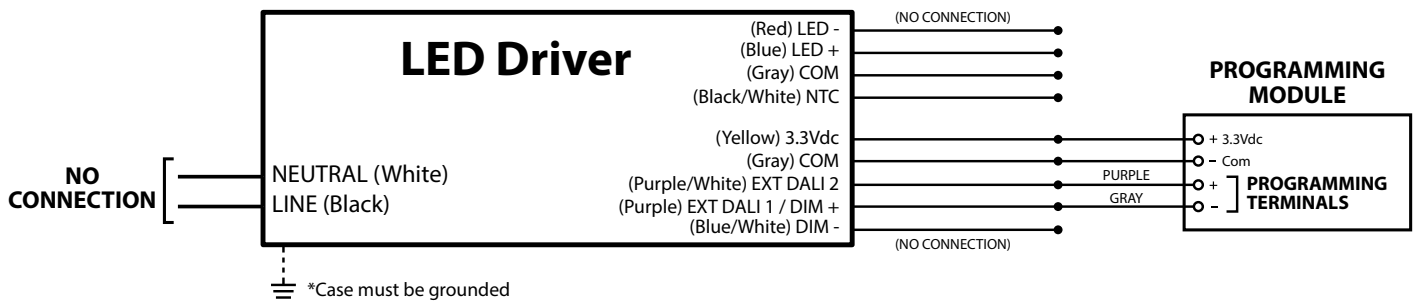 (NO CONNECTION)
LED Driver
(Red) LED -
(Blue) LED +
(Gray) COM
(Black/White) NTC
PROGRAMMING
MODULE
(Yellow) 3.3Vdc
+ 3.3Vdc
(Gray) COM
- Com
NO
CONNECTION
NEUTRAL (White)
LINE (Black)
(Purple/White) EXT DALI 2
PURPLE
+
PROGRAMMING
TERMINALS
(Purple) EXT DALI 1 / DIM +
GRAY
-
(Blue/White) DIM -
(NO CONNECTION)
*Case must be grounded